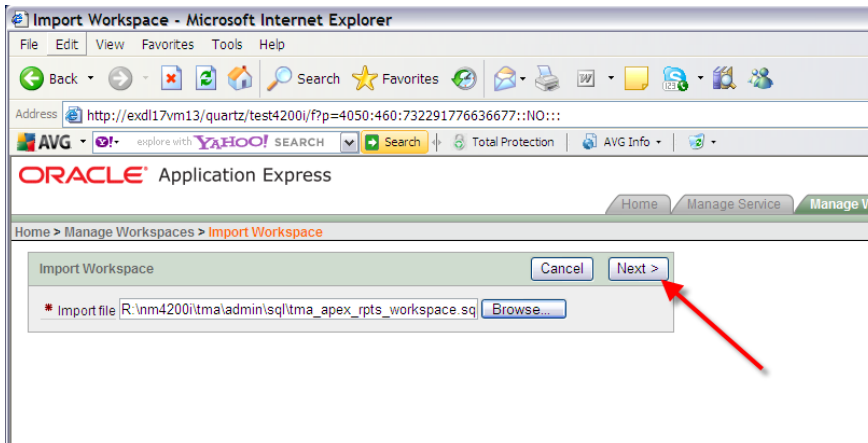 Import Workspace - Microsoft Internet Explorer
File Edit View Favorites Tools Help
Back Search Favorites
Address http://exdl17vm13/quartz/test4200i/f?p=4050:460:732291776636677::NO:::
AVG explore with YAHOO! SEARCH Search Total Protection AVG Info
ORACLE Application Express
Home Manage Service Manage W
Home > Manage Workspaces > Import Workspace
Import Workspace Cancel Next >
* Import file R:\nm4200i\tma\admin\sql\tma_apex_rpts_workspace.sq Browse...